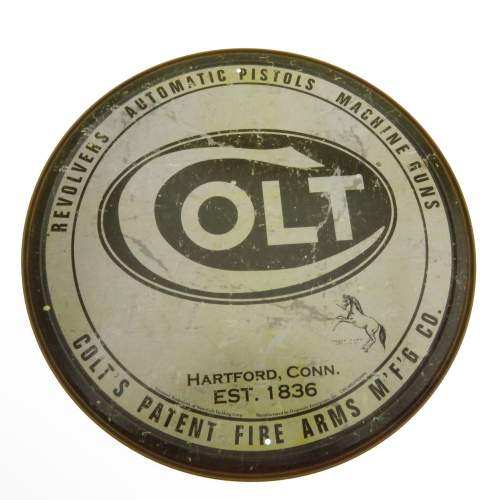 REVOLVERS AUTOMATIC PISTOLS MACHINE GUNS
COLT
HARTFORD, CONN.
EST. 1836
COLT'S PATENT FIRE ARMS M'F'G CO.